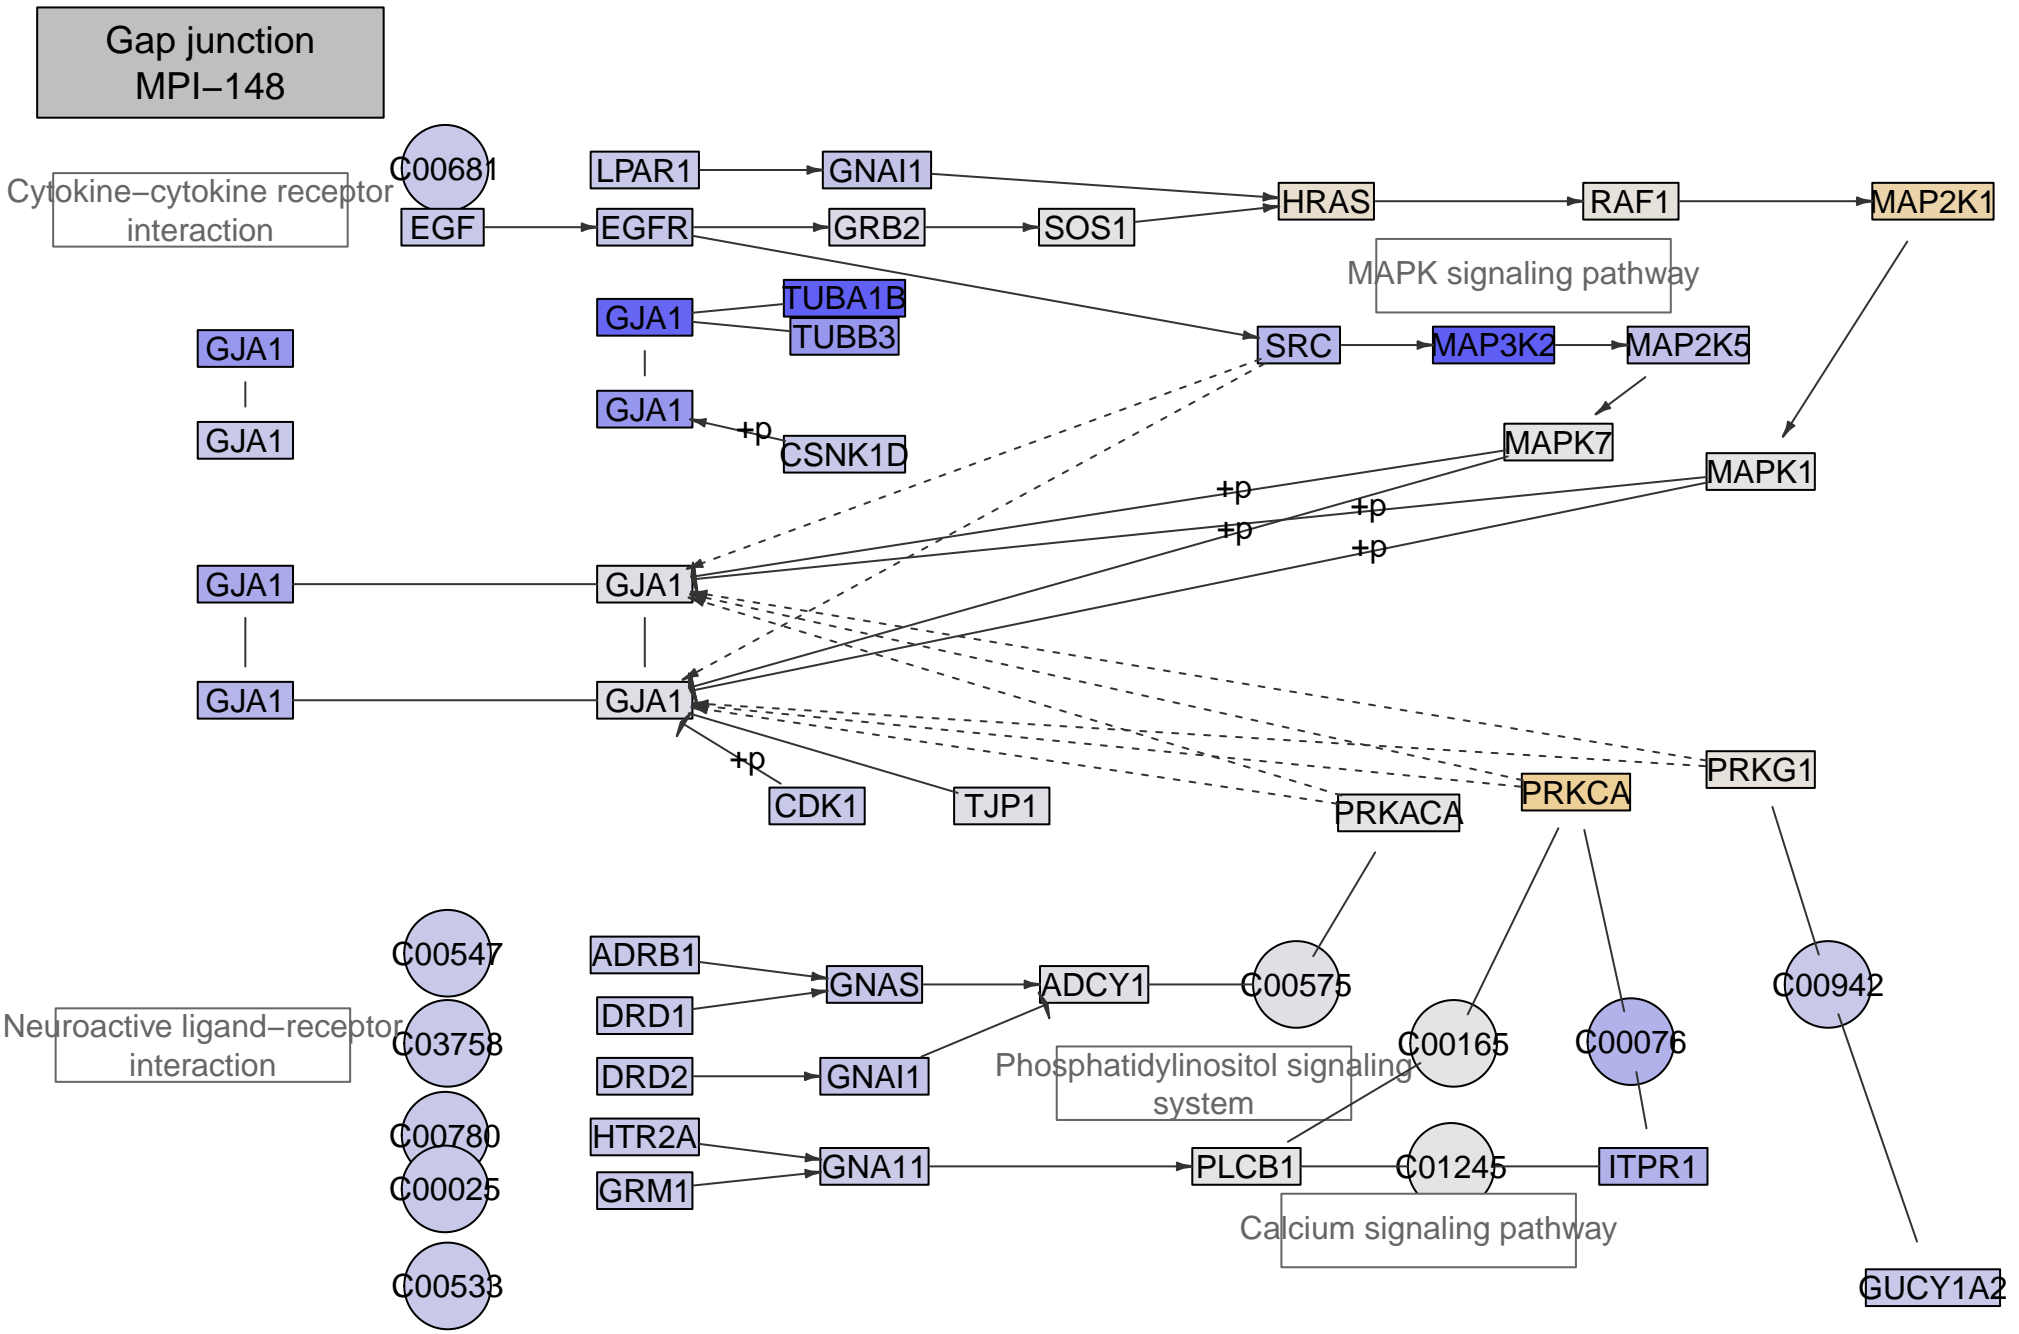 Gap junction
MPI−148
C00681
LPAR1
GNAI1
Cytokine−cytokine receptor
interaction
HRAS
RAF1
MAP2K1
EGF
EGFR
GRB2
SOS1
MAPK signaling pathway
TUBA1B
GJA1
TUBB3
GJA1
SRC
MAP3K2
MAP2K5
GJA1
+p
GJA1
CSNK1D
MAPK7
MAPK1
+p
+p
+p
+p
GJA1
GJA1
GJA1
GJA1
+p
CDK1
TJP1
PRKACA
PRKCA
PRKG1
C00547
ADRB1
GNAS
ADCY1
C00575
C00942
DRD1
Neuroactive ligand−receptor
interaction
C03758
C00165
C00076
DRD2
GNAI1
Phosphatidylinositol signaling
system
C00780
HTR2A
GNA11
PLCB1
C01245
ITPR1
C00025
GRM1
Calcium signaling pathway
C00533
GUCY1A2